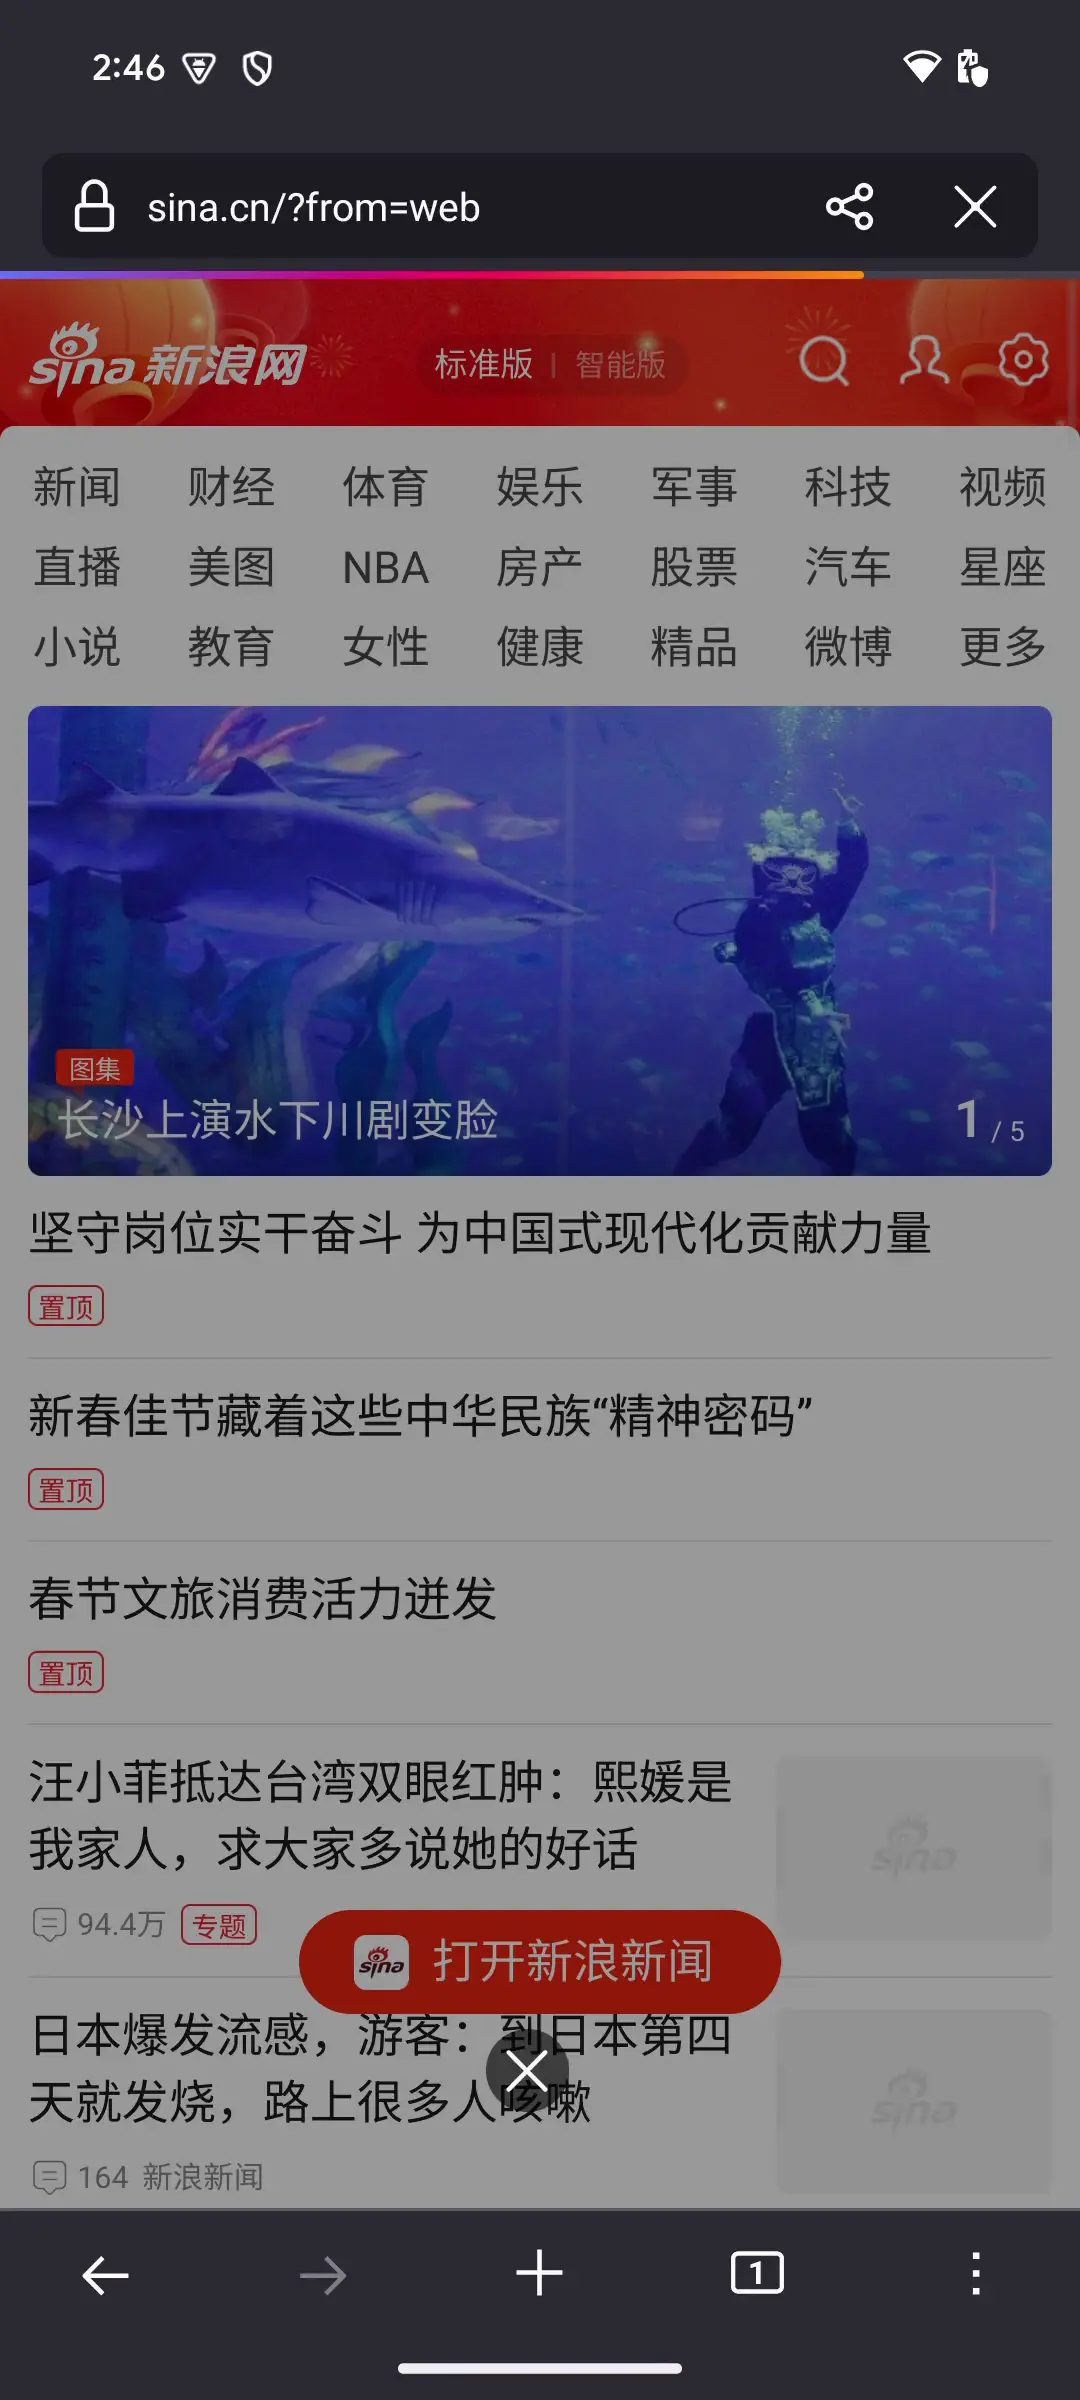 2:46
sina.cn/?from=web
sina新浪网 标准版 | 智能版
新闻 财经 体育 娱乐 军事 科技 视频
直播 美图 NBA 房产 股票 汽车 星座
小说 教育 女性 健康 精品 微博 更多
图集
长沙上演水下川剧变脸 1 / 5
坚守岗位实干奋斗 为中国式现代化贡献力量
置顶
新春佳节藏着这些中华民族“精神密码”
置顶
春节文旅消费活力迸发
置顶
汪小菲抵达台湾双眼红肿：熙媛是
我家人，求大家多说她的好话
sina
94.4万 专题
sina 打开新浪新闻
日本爆发流感，游客：到日本第四
天就发烧，路上很多人咳嗽
sina
164 新浪新闻
1